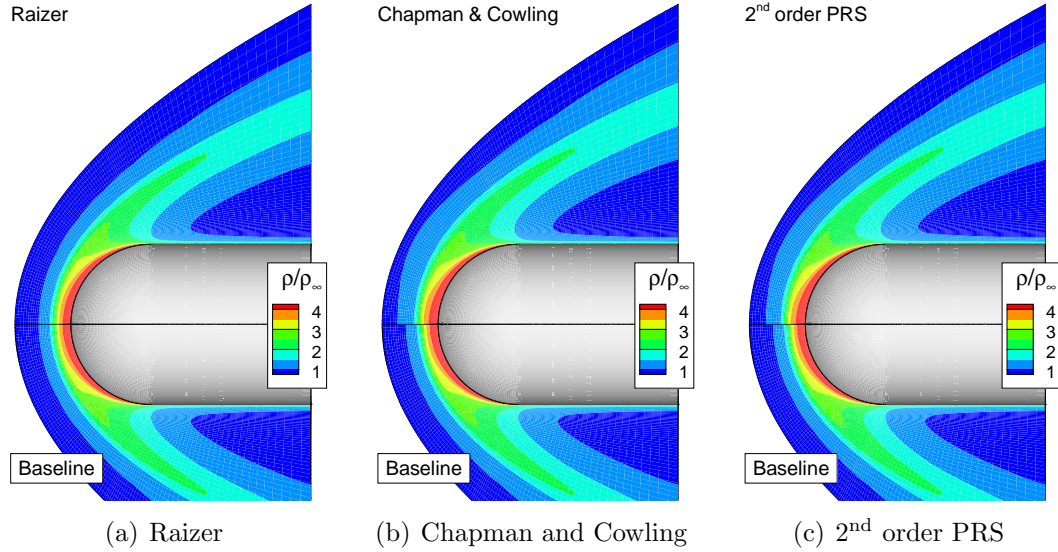 Raizer
Chapman & Cowling
2nd order PRS
ρ/ρ∞
4
3
2
1
ρ/ρ∞
4
3
2
1
ρ/ρ∞
4
3
2
1
Baseline
Baseline
Baseline
(a) Raizer
(b) Chapman and Cowling
(c) 2nd order PRS